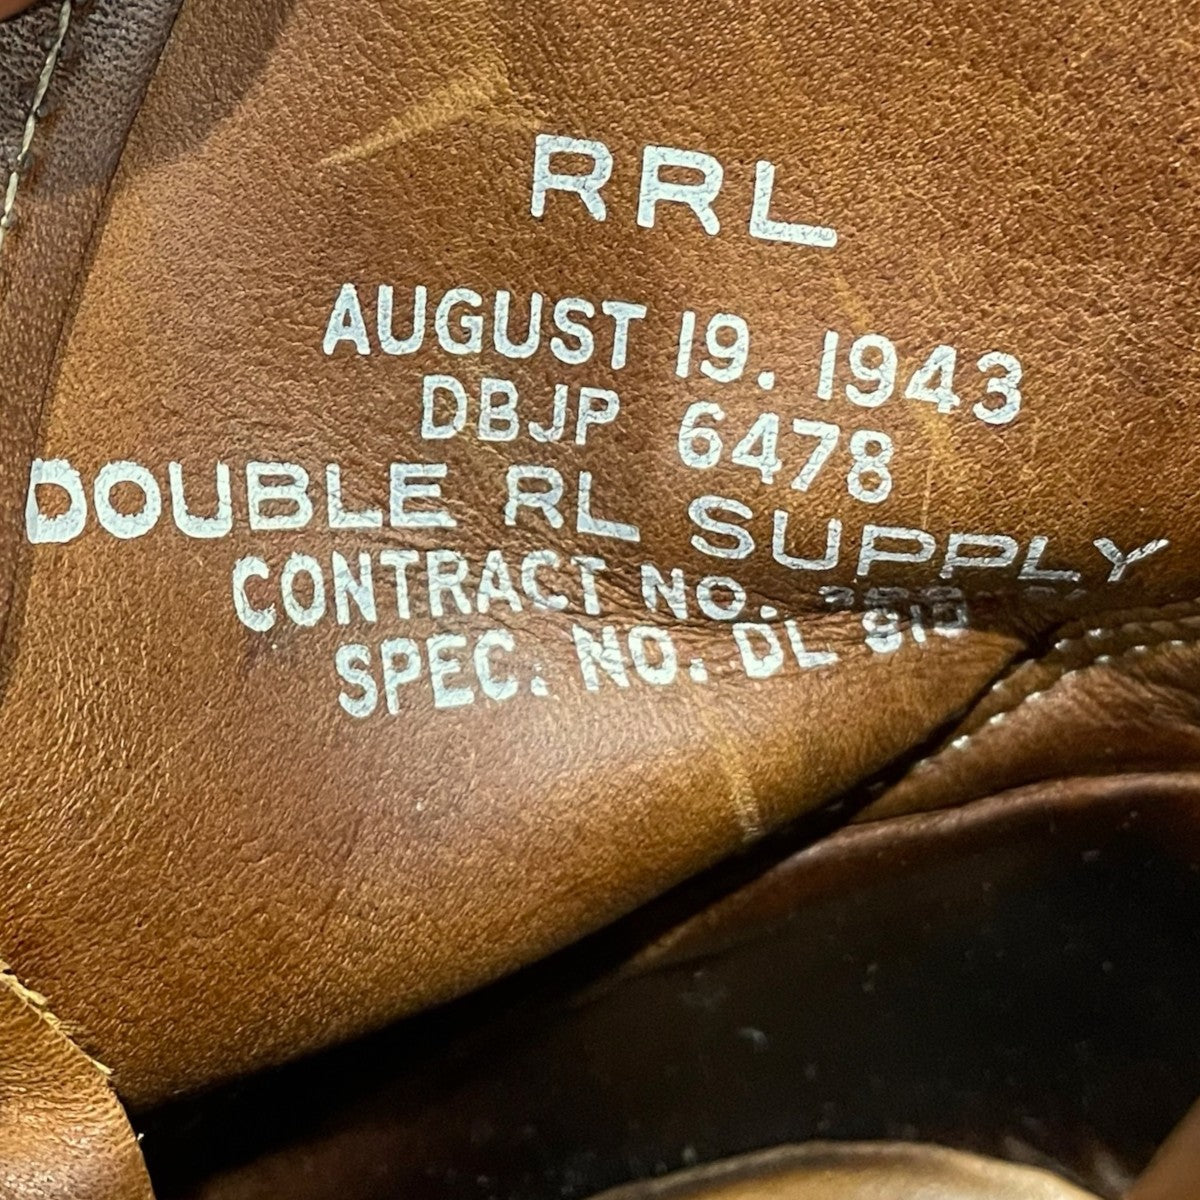 RRL
AUGUST 19. 1943
DBJP 6478
DOUBLE RL SUPPLY
CONTRACT NO.
SPEC. NO. DL